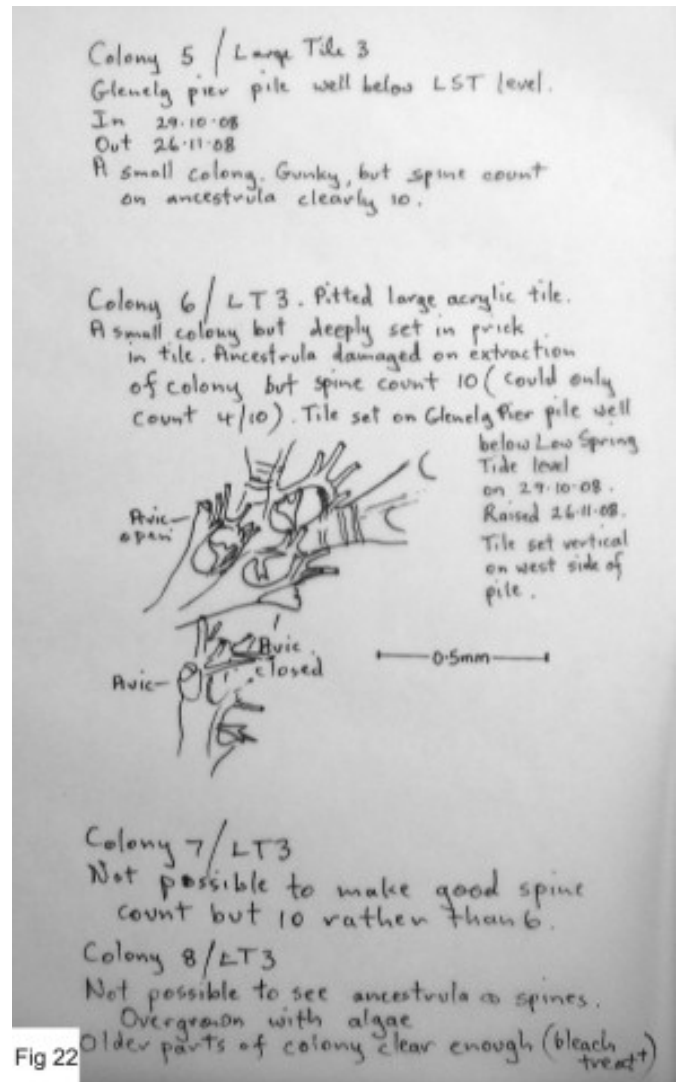 Colony 5 / Large Tile 3
Glenelg pier pile well below LST level.
In 29.10.08
Out 26.11.08
A small colony. Gunky, but spine count
on ancestrula clearly 10.
Colony 6 / LT3. Pitted large acrylic tile.
A small colony but deeply set in prick
in tile. Ancestrula damaged on extraction
of colony but spine count 10 (could only
count 4/10). Tile set on Glenelg Pier pile well
below Low Spring
Tide level
on 29.10.08.
Raised 26.11.08.
Tile set vertical
on west side of
pile.
Avic
open
Avic
closed
Avic
0.5mm
Colony 7/LT3
Not possible to make good spine
count but 10 rather than 6.
Colony 8/LT3
Not possible to see ancestrula spines.
Overgrown with algae
Older parts of colony clear enough (bleach
treat+)
Fig 22